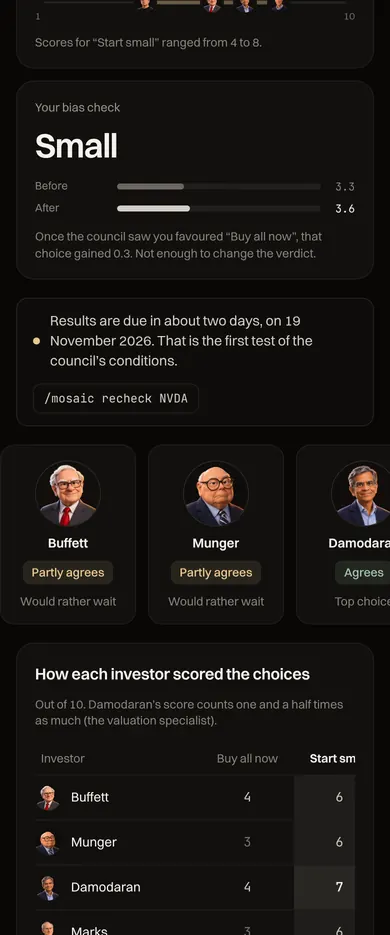 1 10
Scores for “Start small” ranged from 4 to 8.
Your bias check
Small
Before 3.3
After 3.6
Once the council saw you favoured “Buy all now”, that
choice gained 0.3. Not enough to change the verdict.
Results are due in about two days, on 19
November 2026. That is the first test of the
council’s conditions.
/mosaic recheck NVDA
Buffett Munger Damodara
Partly agrees Partly agrees Agrees
Would rather wait Would rather wait Top choice
How each investor scored the choices
Out of 10. Damodaran’s score counts one and a half times
as much (the valuation specialist).
Investor Buy all now Start sm
Buffett 4 6
Munger 3 6
Damodaran 4 7
Marks 3 6